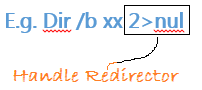 E.g. Dir /b xx 2>nul
Handle Redirector